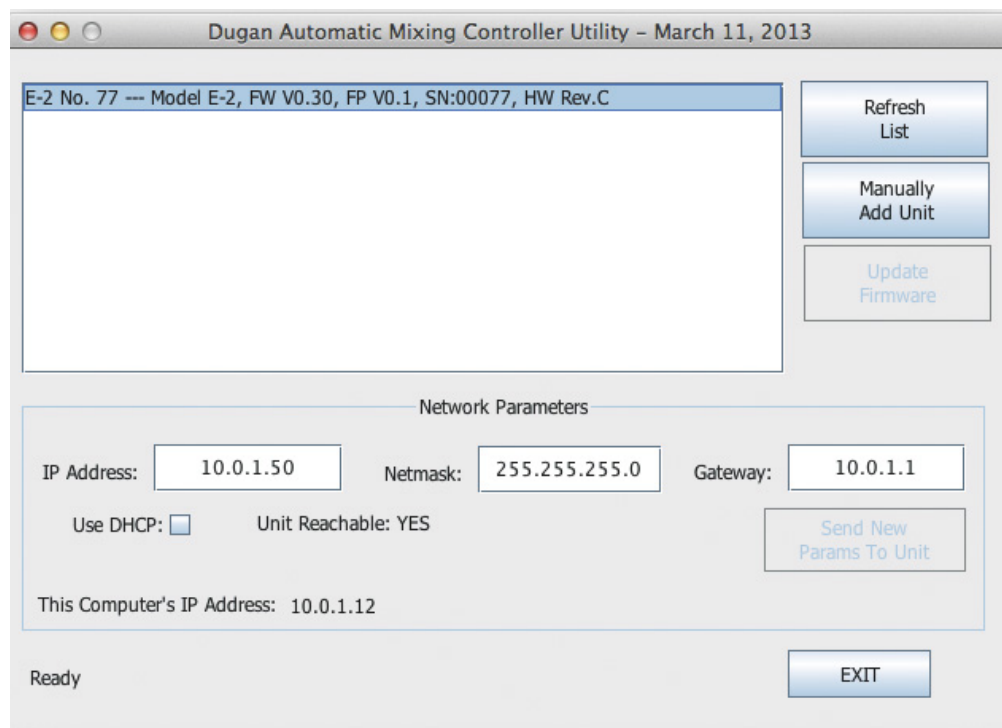 Dugan Automatic Mixing Controller Utility – March 11, 2013
E-2 No. 77 --- Model E-2, FW V0.30, FP V0.1, SN:00077, HW Rev.C
Refresh
List
Manually
Add Unit
Update
Firmware
Network Parameters
IP Address: 10.0.1.50 Netmask: 255.255.255.0 Gateway: 10.0.1.1
Use DHCP: Unit Reachable: YES
Send New
Params To Unit
This Computer's IP Address: 10.0.1.12
Ready
EXIT